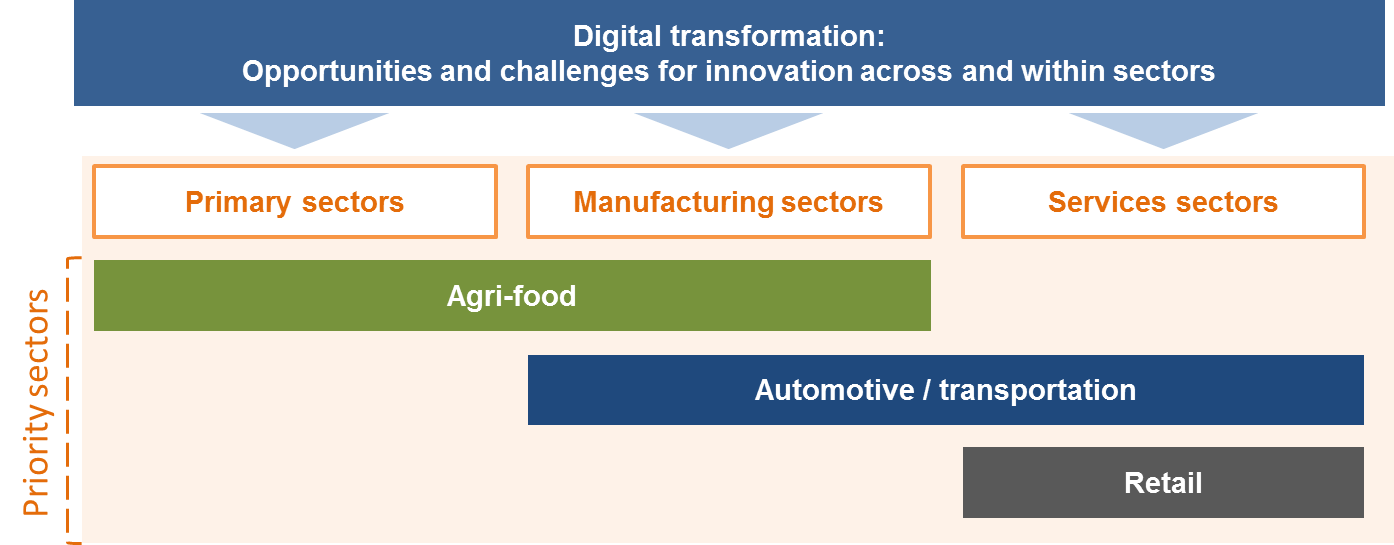 Digital transformation:
Opportunities and challenges for innovation across and within sectors
Primary sectors
Manufacturing sectors
Services sectors
Priority sectors
Agri-food
Automotive / transportation
Retail